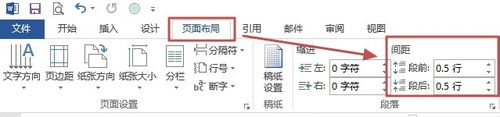 文件 开始 插入 设计 页面布局 引用 邮件 审阅 视图
文字方向 页边距 纸张方向 纸张大小 分栏
分隔符
行号
断字
页面设置
稿纸
设置
稿纸
缩进
左: 0 字符
右: 0 字符
间距
段前: 0.5 行
段后: 0.5 行
段落